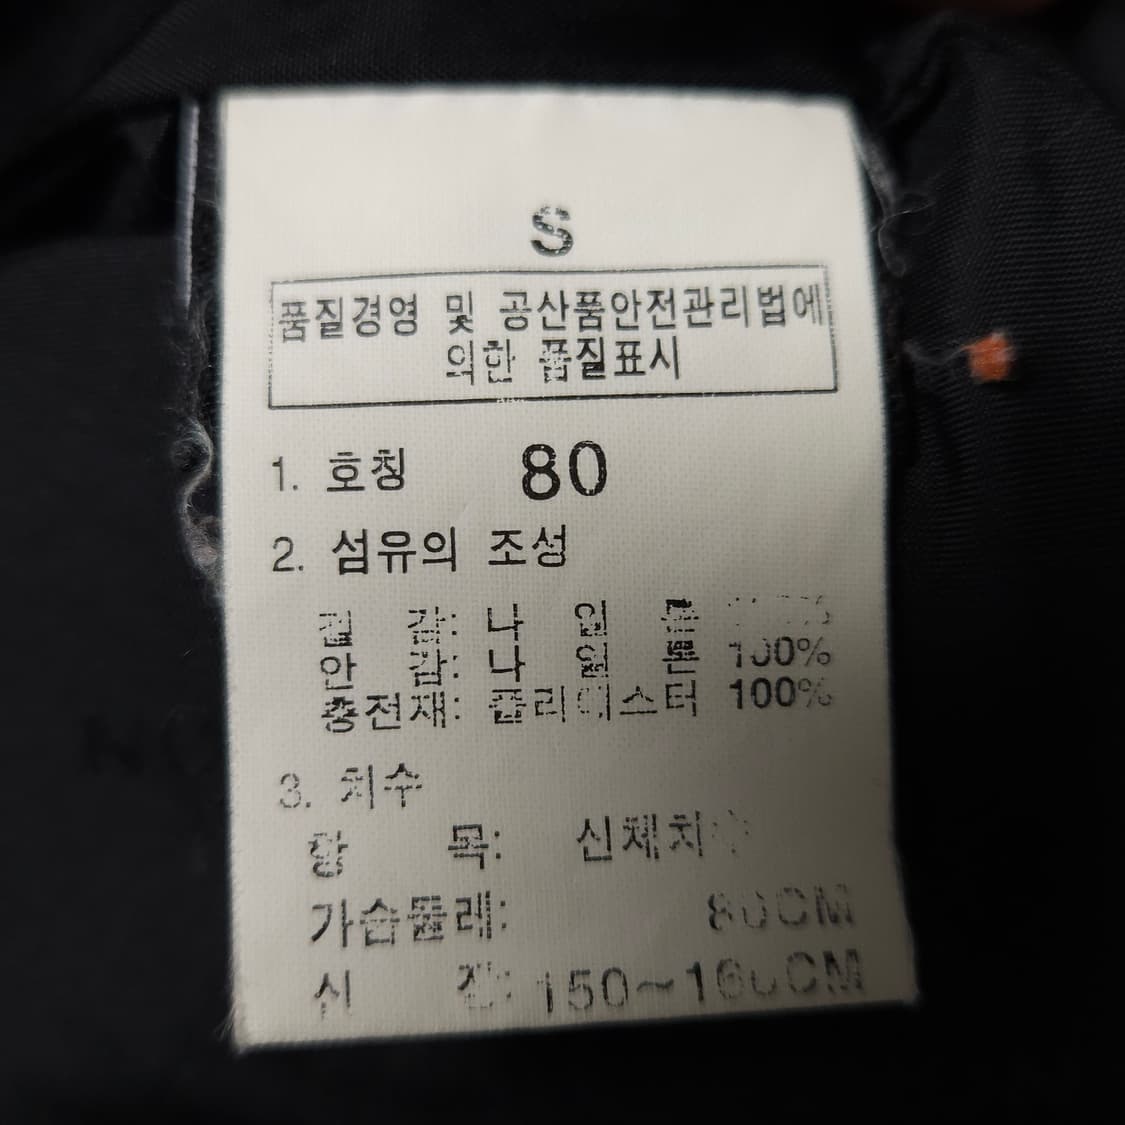 S
품질경영 및 공산품안전관리법에
의한 품질표시
1. 호칭 80
2. 섬유의 조성
겉 감: 나 일 론
안 감: 나 일 론 100%
충전재: 폴리에스터 100%
3. 치수
항 목: 신체치수
가슴둘레: 80CM
신 장: 150~160CM